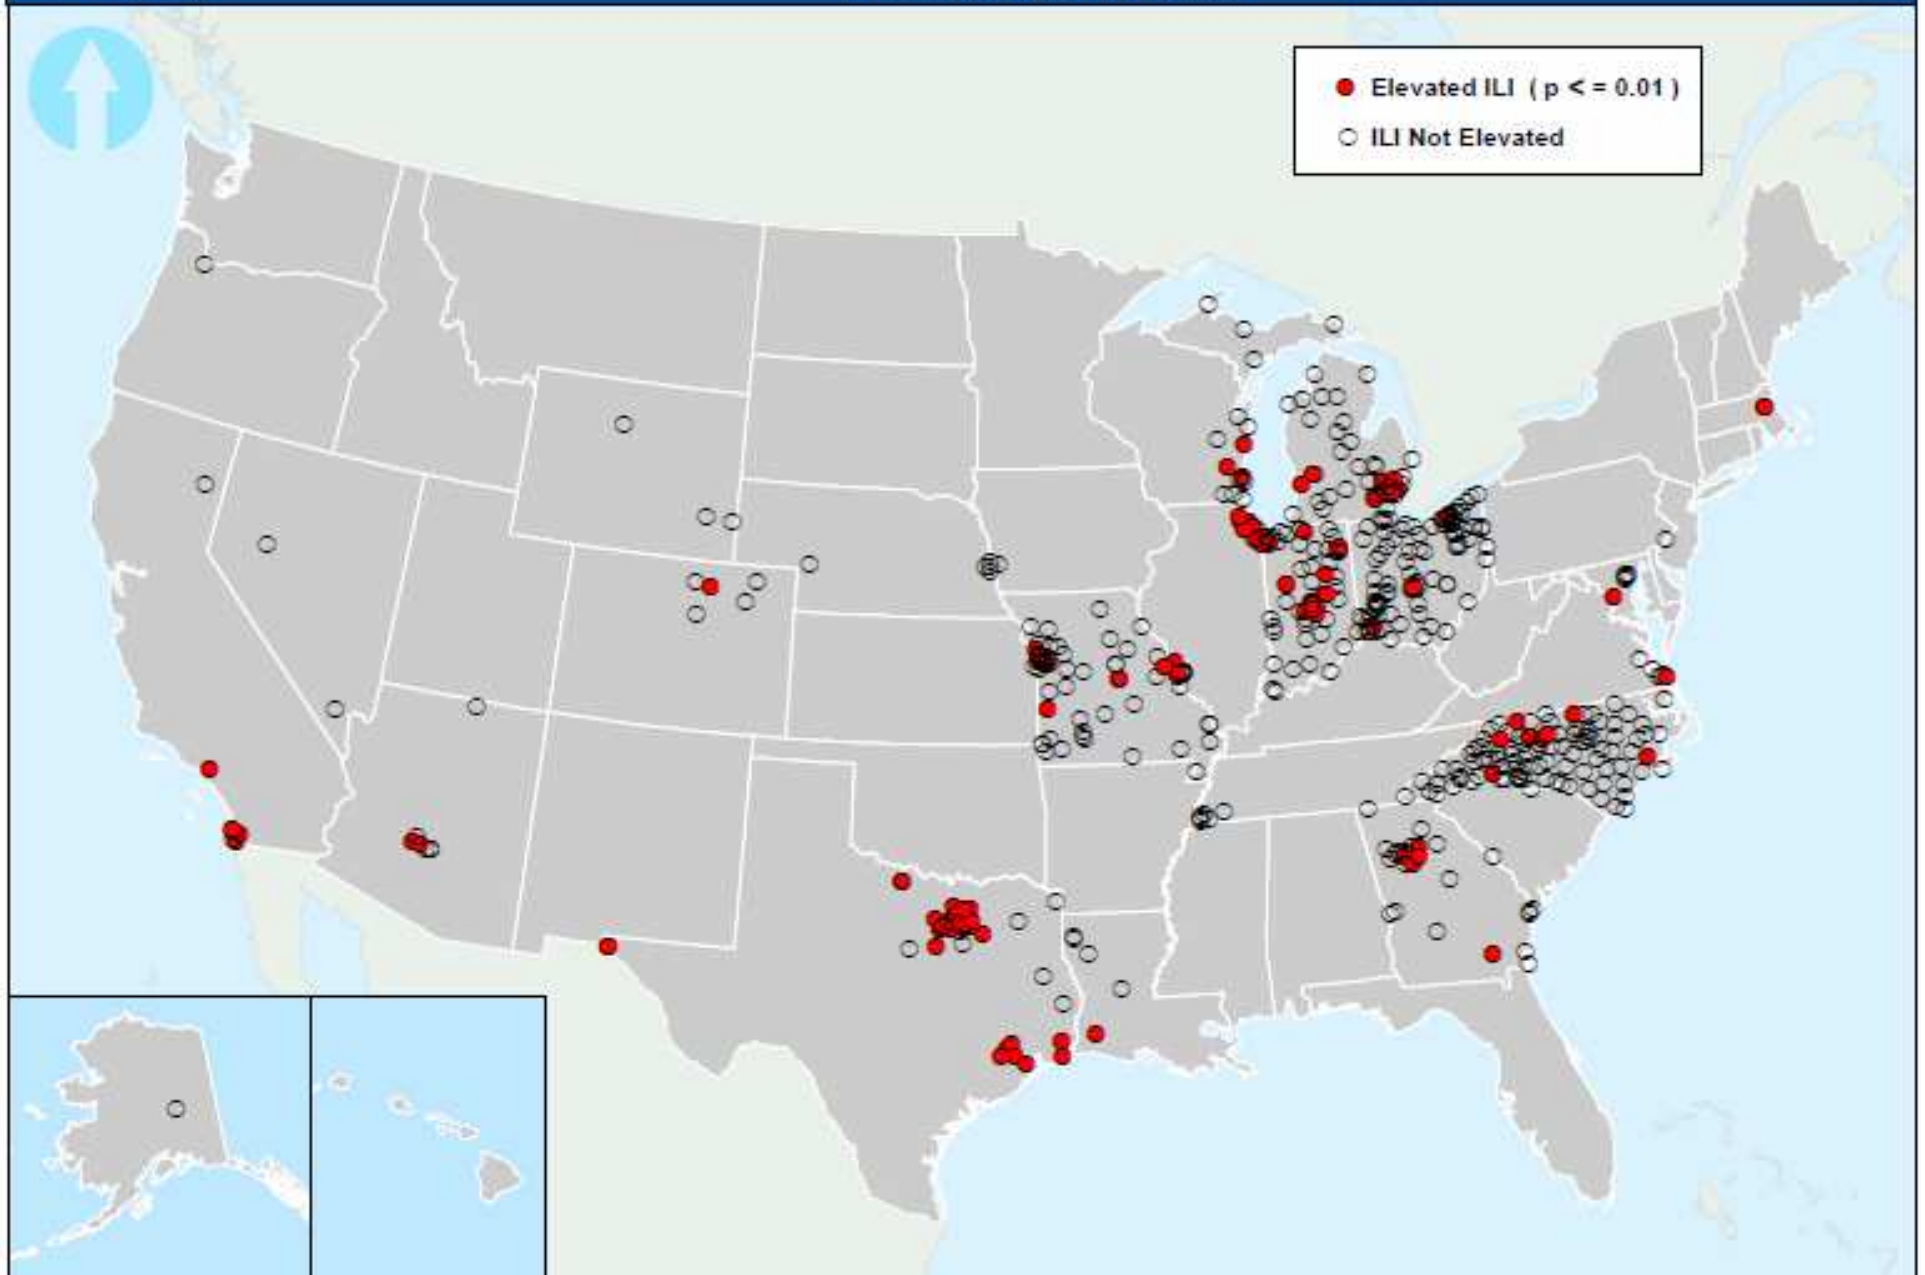 Elevated ILI ( p < = 0.01 )
ILI Not Elevated